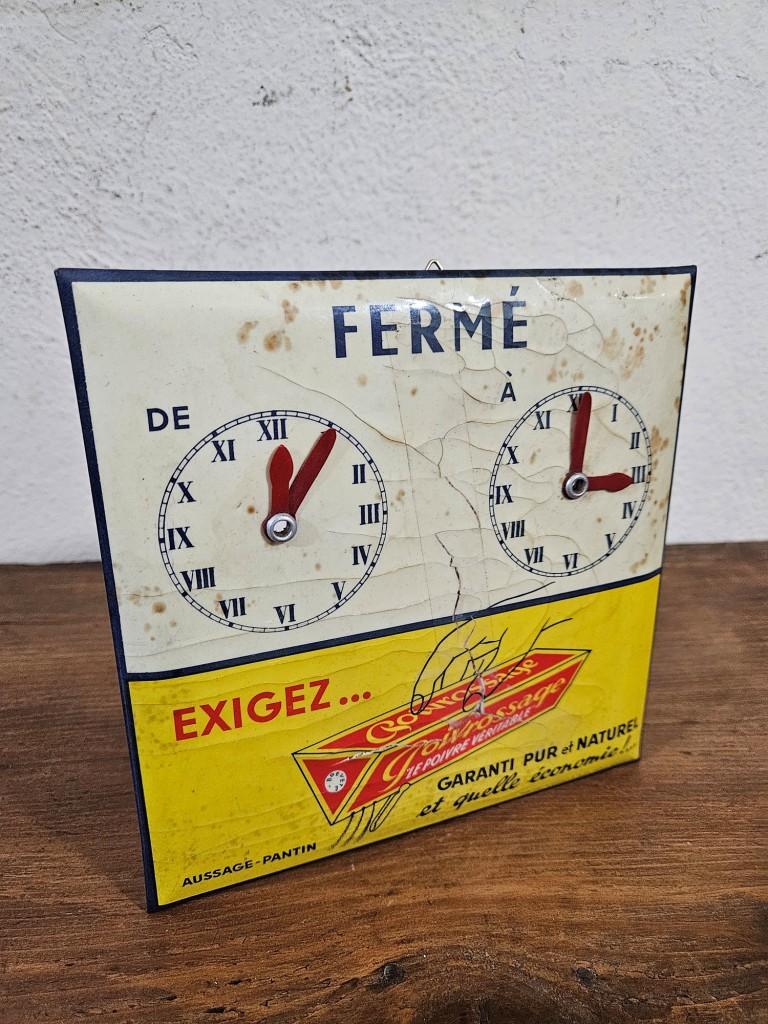 FERMÉ
DE
À
XII
I
II
III
IV
V
VI
VII
VIII
IX
X
XI
XII
I
II
III
IV
V
VI
VII
VIII
IX
X
XI
EXIGEZ...
Poivrossage
Poivrossage
LE POIVRE VÉRITABLE
GARANTI PUR et NATUREL
et quelle économie!...
AUSSAGE-PANTIN